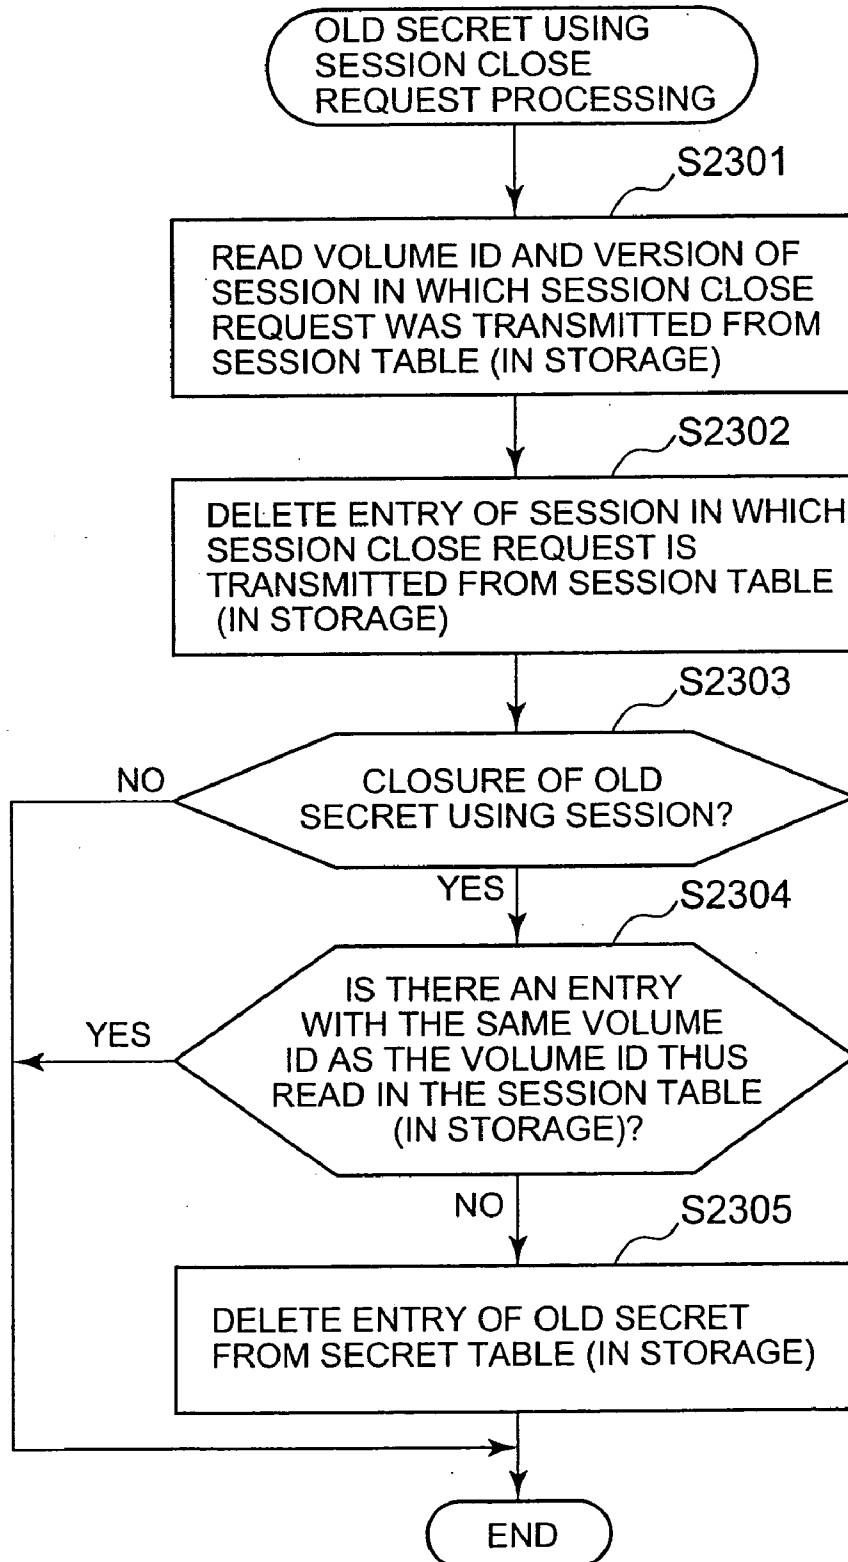 OLD SECRET USING
SESSION CLOSE
REQUEST PROCESSING
S2301
READ VOLUME ID AND VERSION OF
SESSION IN WHICH SESSION CLOSE
REQUEST WAS TRANSMITTED FROM
SESSION TABLE (IN STORAGE)
S2302
DELETE ENTRY OF SESSION IN WHICH
SESSION CLOSE REQUEST IS
TRANSMITTED FROM SESSION TABLE
(IN STORAGE)
S2303
NO
CLOSURE OF OLD
SECRET USING SESSION?
YES
S2304
IS THERE AN ENTRY
WITH THE SAME VOLUME
ID AS THE VOLUME ID THUS
READ IN THE SESSION TABLE
(IN STORAGE)?
YES
NO
S2305
DELETE ENTRY OF OLD SECRET
FROM SECRET TABLE (IN STORAGE)
END